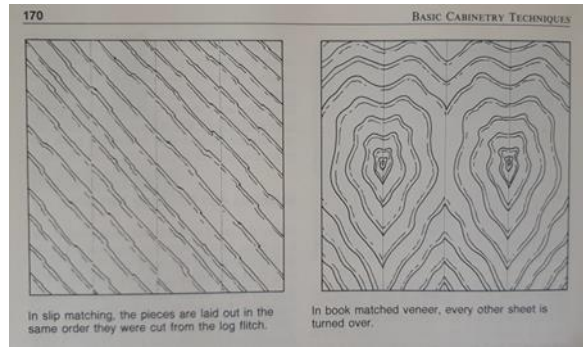 170
BASIC CABINETRY TECHNIQUES
In slip matching, the pieces are laid out in the
same order they were cut from the log flitch.
In book matched veneer, every other sheet is
turned over.